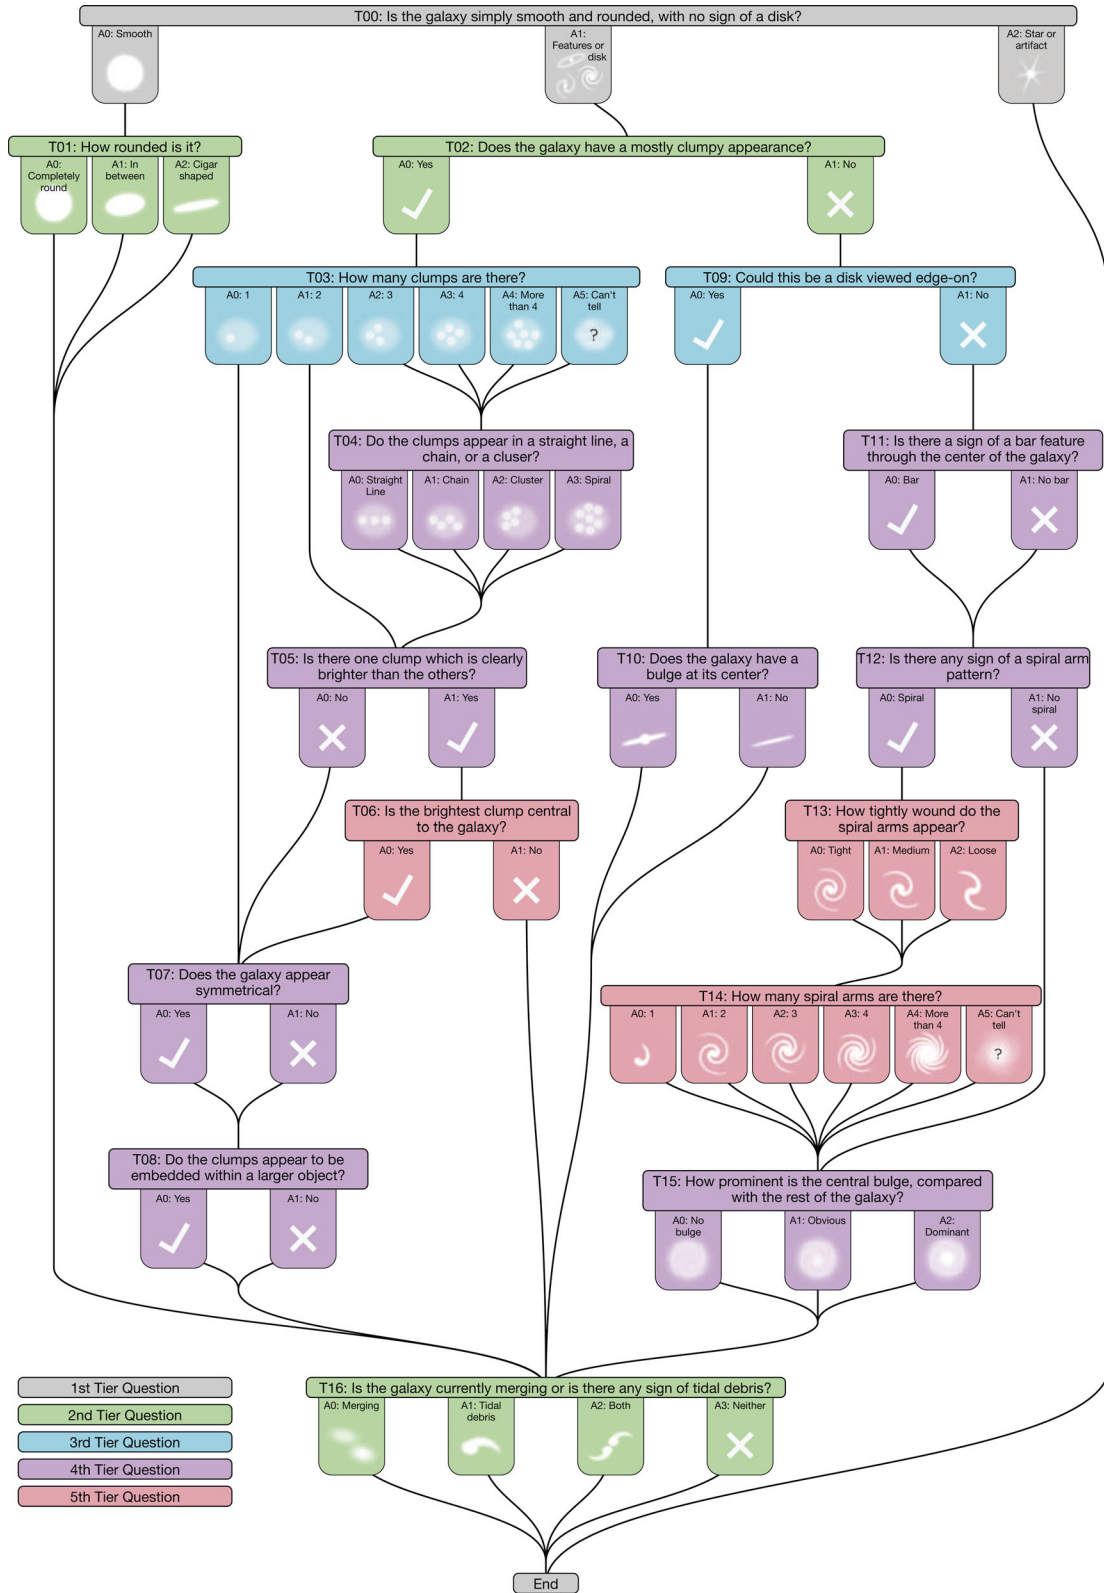 T00: Is the galaxy simply smooth and rounded, with no sign of a disk?
A0: Smooth
A1:
Features or
disk
A2: Star or
artifact
T01: How rounded is it?
A0:
Completely
round
A1: In
between
A2: Cigar
shaped
T02: Does the galaxy have a mostly clumpy appearance?
A0: Yes
A1: No
T03: How many clumps are there?
A0: 1
A1: 2
A2: 3
A3: 4
A4: More
than 4
A5: Can't
tell
?
T09: Could this be a disk viewed edge-on?
A0: Yes
A1: No
T04: Do the clumps appear in a straight line, a
chain, or a cluser?
A0: Straight
Line
A1: Chain
A2: Cluster
A3: Spiral
T11: Is there a sign of a bar feature
through the center of the galaxy?
A0: Bar
A1: No bar
T05: Is there one clump which is clearly
brighter than the others?
A0: No
A1: Yes
T10: Does the galaxy have a
bulge at its center?
A0: Yes
A1: No
T12: Is there any sign of a spiral arm
pattern?
A0: Spiral
A1: No
spiral
T06: Is the brightest clump central
to the galaxy?
A0: Yes
A1: No
T13: How tightly wound do the
spiral arms appear?
A0: Tight
A1: Medium
A2: Loose
T07: Does the galaxy appear
symmetrical?
A0: Yes
A1: No
T14: How many spiral arms are there?
A0: 1
A1: 2
A2: 3
A3: 4
A4: More
than 4
A5: Can't
tell
?
T08: Do the clumps appear to be
embedded within a larger object?
A0: Yes
A1: No
T15: How prominent is the central bulge, compared
with the rest of the galaxy?
A0: No
bulge
A1: Obvious
A2:
Dominant
T16: Is the galaxy currently merging or is there any sign of tidal debris?
A0: Merging
A1: Tidal
debris
A2: Both
A3: Neither
1st Tier Question
2nd Tier Question
3rd Tier Question
4th Tier Question
5th Tier Question
End